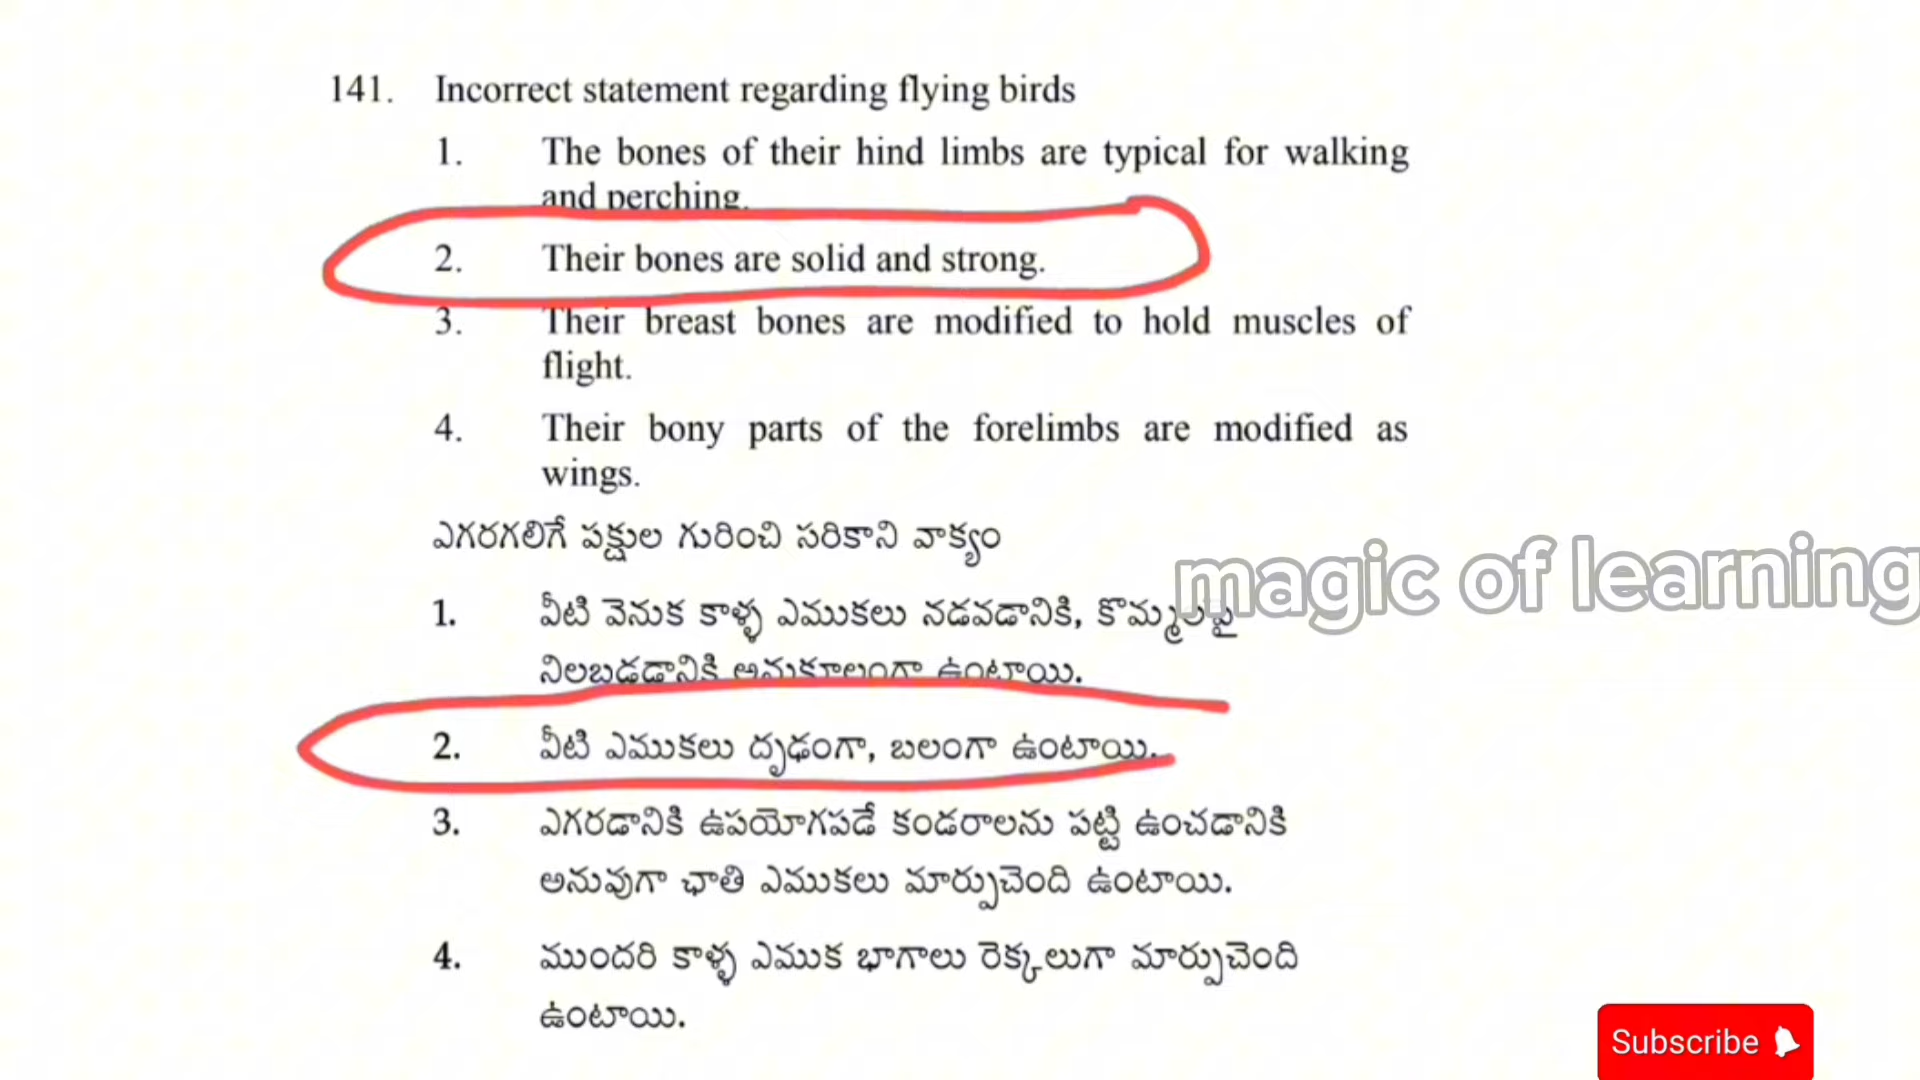 141. Incorrect statement regarding flying birds
1. The bones of their hind limbs are typical for walking
and perching.
2. Their bones are solid and strong.
3. Their breast bones are modified to hold muscles of
flight.
4. Their bony parts of the forelimbs are modified as
wings.
ఎగరగలిగే పక్షుల గురించి సరికాని వాక్యం
magic of learning
1. వీటి వెనుక కాళ్ళ ఎముకలు నడవడానికి, కొమ్మలపై
నిలబడడానికి అనుకూలంగా ఉంటాయి.
2. వీటి ఎముకలు దృఢంగా, బలంగా ఉంటాయి.
3. ఎగరడానికి ఉపయోగపడే కండరాలను పట్టి ఉంచడానికి
అనువుగా ఛాతి ఎముకలు మార్పుచెంది ఉంటాయి.
4. ముందరి కాళ్ళ ఎముక భాగాలు రెక్కలుగా మార్పుచెంది
ఉంటాయి.
Subscribe